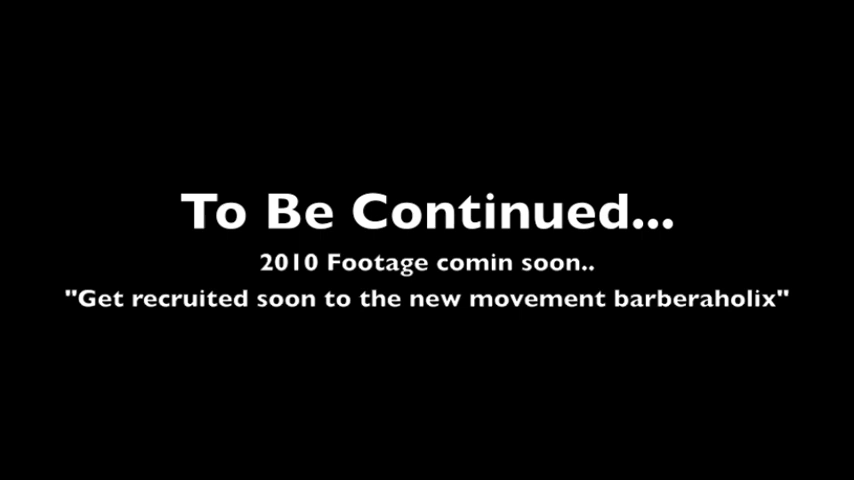 To Be Continued...
2010 Footage comin soon..
"Get recruited soon to the new movement barberaholix"